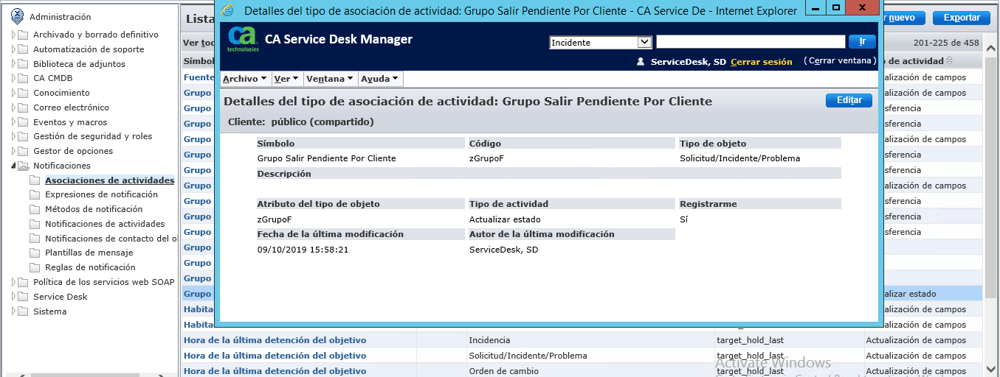 Administración
Archivado y borrado definitivo
Automatización de soporte
Biblioteca de adjuntos
CA CMDB
Conocimiento
Correo electrónico
Eventos y macros
Gestión de seguridad y roles
Gestor de opciones
Notificaciones
Asociaciones de actividades
Expresiones de notificación
Métodos de notificación
Notificaciones de actividades
Notificaciones de contacto del o
Plantillas de mensaje
Reglas de notificación
Política de los servicios web SOAP
Service Desk
Sistema
Lista
Ver tod
Símbol
Fuente
Grupo
Grupo
Grupo
Grupo
Grupo
Grupo
Grupo
Grupo
Grupo
Grupo
Grupo
Grupo
Grupo
Grupo
Habita
Habita
Detalles del tipo de asociación de actividad: Grupo Salir Pendiente Por Cliente - CA Service De - Internet Explorer
ca technologies
CA Service Desk Manager
Incidente
Ir
ServiceDesk, SD Cerrar sesión (Cerrar ventana)
Archivo Ver Ventana Ayuda
Detalles del tipo de asociación de actividad: Grupo Salir Pendiente Por Cliente
Editar
Cliente: público (compartido)
Símbolo Código Tipo de objeto
Grupo Salir Pendiente Por Cliente zGrupoF Solicitud/Incidente/Problema
Descripción
Atributo del tipo de objeto Tipo de actividad Registrarme
zGrupoF Actualizar estado Sí
Fecha de la última modificación Autor de la última modificación
09/10/2019 15:58:21 ServiceDesk, SD
r nuevo Exportar
201-225 de 458
o de actividad
alización de campos
alización de campos
sferencia
sferencia
alización de campos
sferencia
sferencia
alización de campos
sferencia
sferencia
sferencia
alizar estado
alización de campos
alización de campos
Hora de la última detención del objetivo Incidencia target_hold_last Actualización de campos
Hora de la última detención del objetivo Solicitud/Incidente/Problema target_hold_last Actualización de campos
Hora de la última detención del objetivo Orden de cambio target_hold_last Actualización de campos
Activate Windows